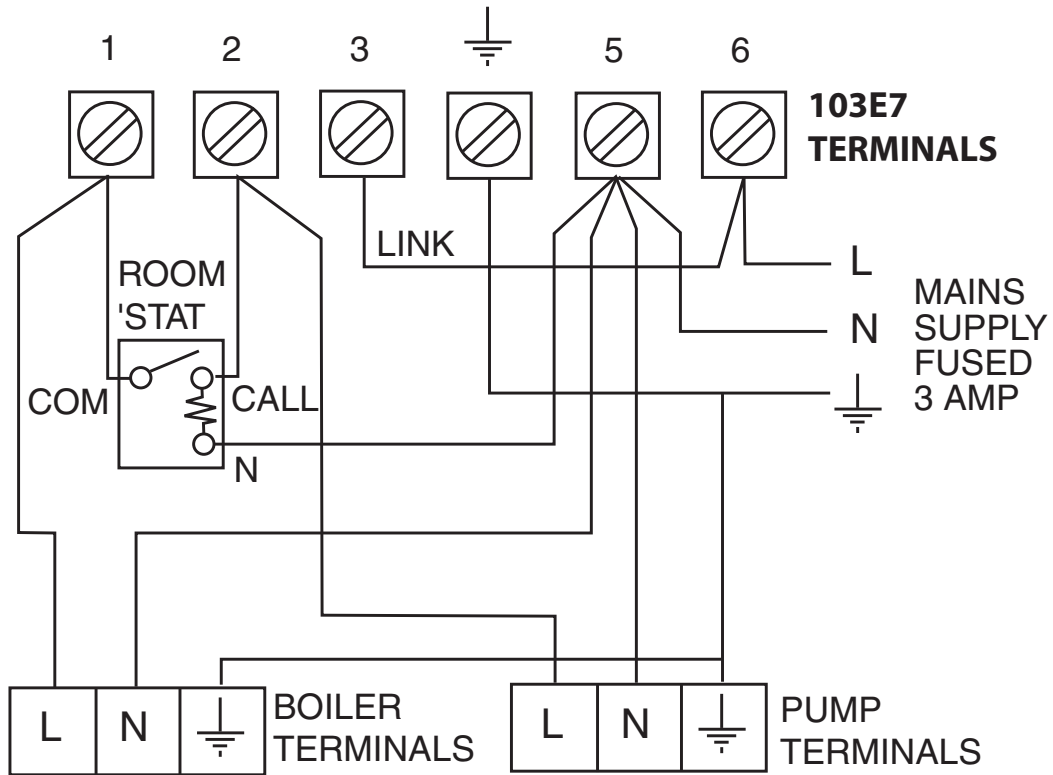 1 2 3 5 6
103E7
TERMINALS
LINK
ROOM
'STAT
COM
CALL
N
L
N
MAINS
SUPPLY
FUSED
3 AMP
L N
BOILER
TERMINALS
L N
PUMP
TERMINALS